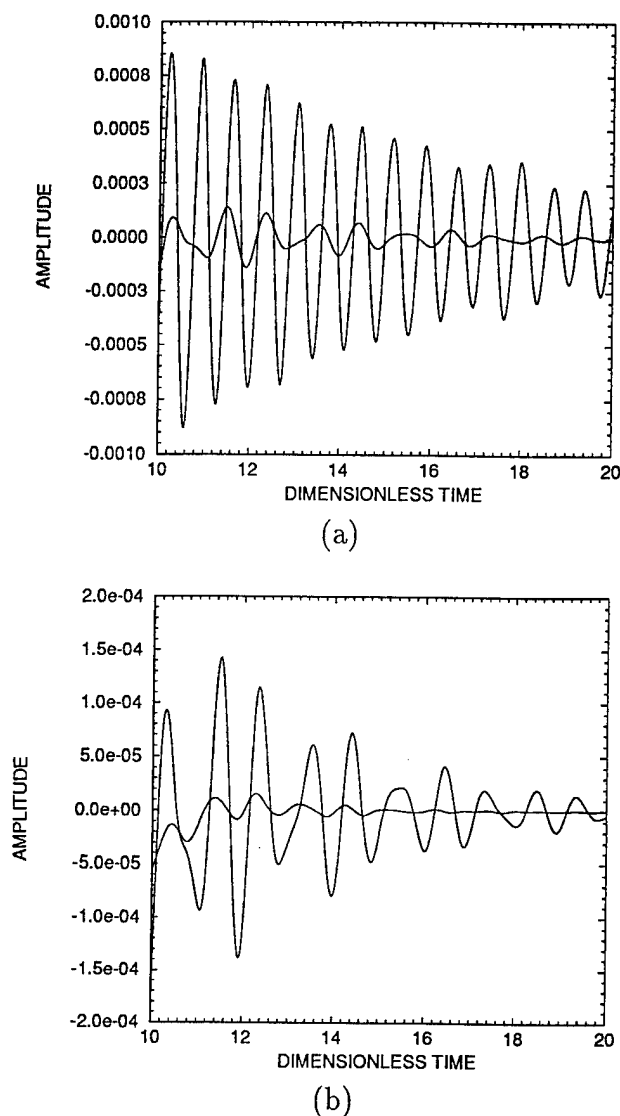 0.0010
0.0008
0.0005
0.0003
0.0000
-0.0003
-0.0005
-0.0008
-0.0010
AMPLITUDE
10 12 14 16 18 20
DIMENSIONLESS TIME
(a)
2.0e-04
1.5e-04
1.0e-04
5.0e-05
0.0e+00
-5.0e-05
-1.0e-04
-1.5e-04
-2.0e-04
AMPLITUDE
10 12 14 16 18 20
DIMENSIONLESS TIME
(b)